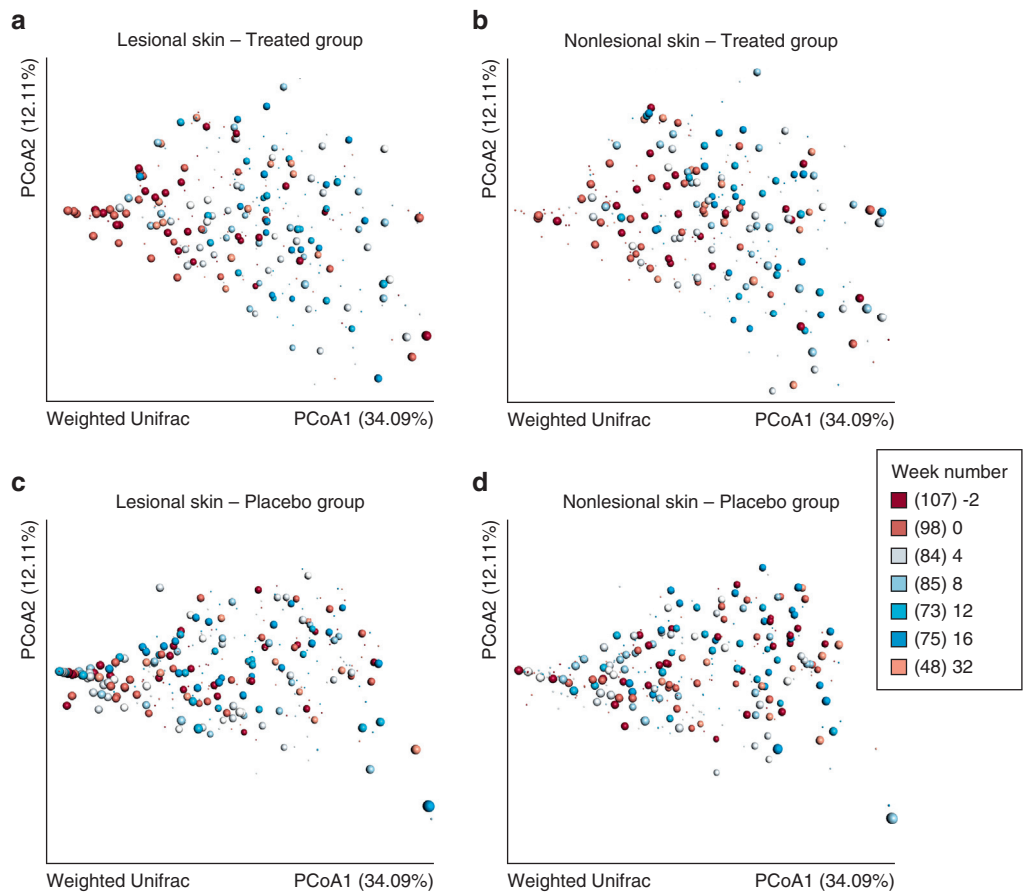 a
Lesional skin – Treated group
PCoA2 (12.11%)
Weighted Unifrac PCoA1 (34.09%)
b
Nonlesional skin – Treated group
PCoA2 (12.11%)
Weighted Unifrac PCoA1 (34.09%)
c
Lesional skin – Placebo group
PCoA2 (12.11%)
Weighted Unifrac PCoA1 (34.09%)
d
Nonlesional skin – Placebo group
PCoA2 (12.11%)
Weighted Unifrac PCoA1 (34.09%)
Week number
(107) -2
(98) 0
(84) 4
(85) 8
(73) 12
(75) 16
(48) 32